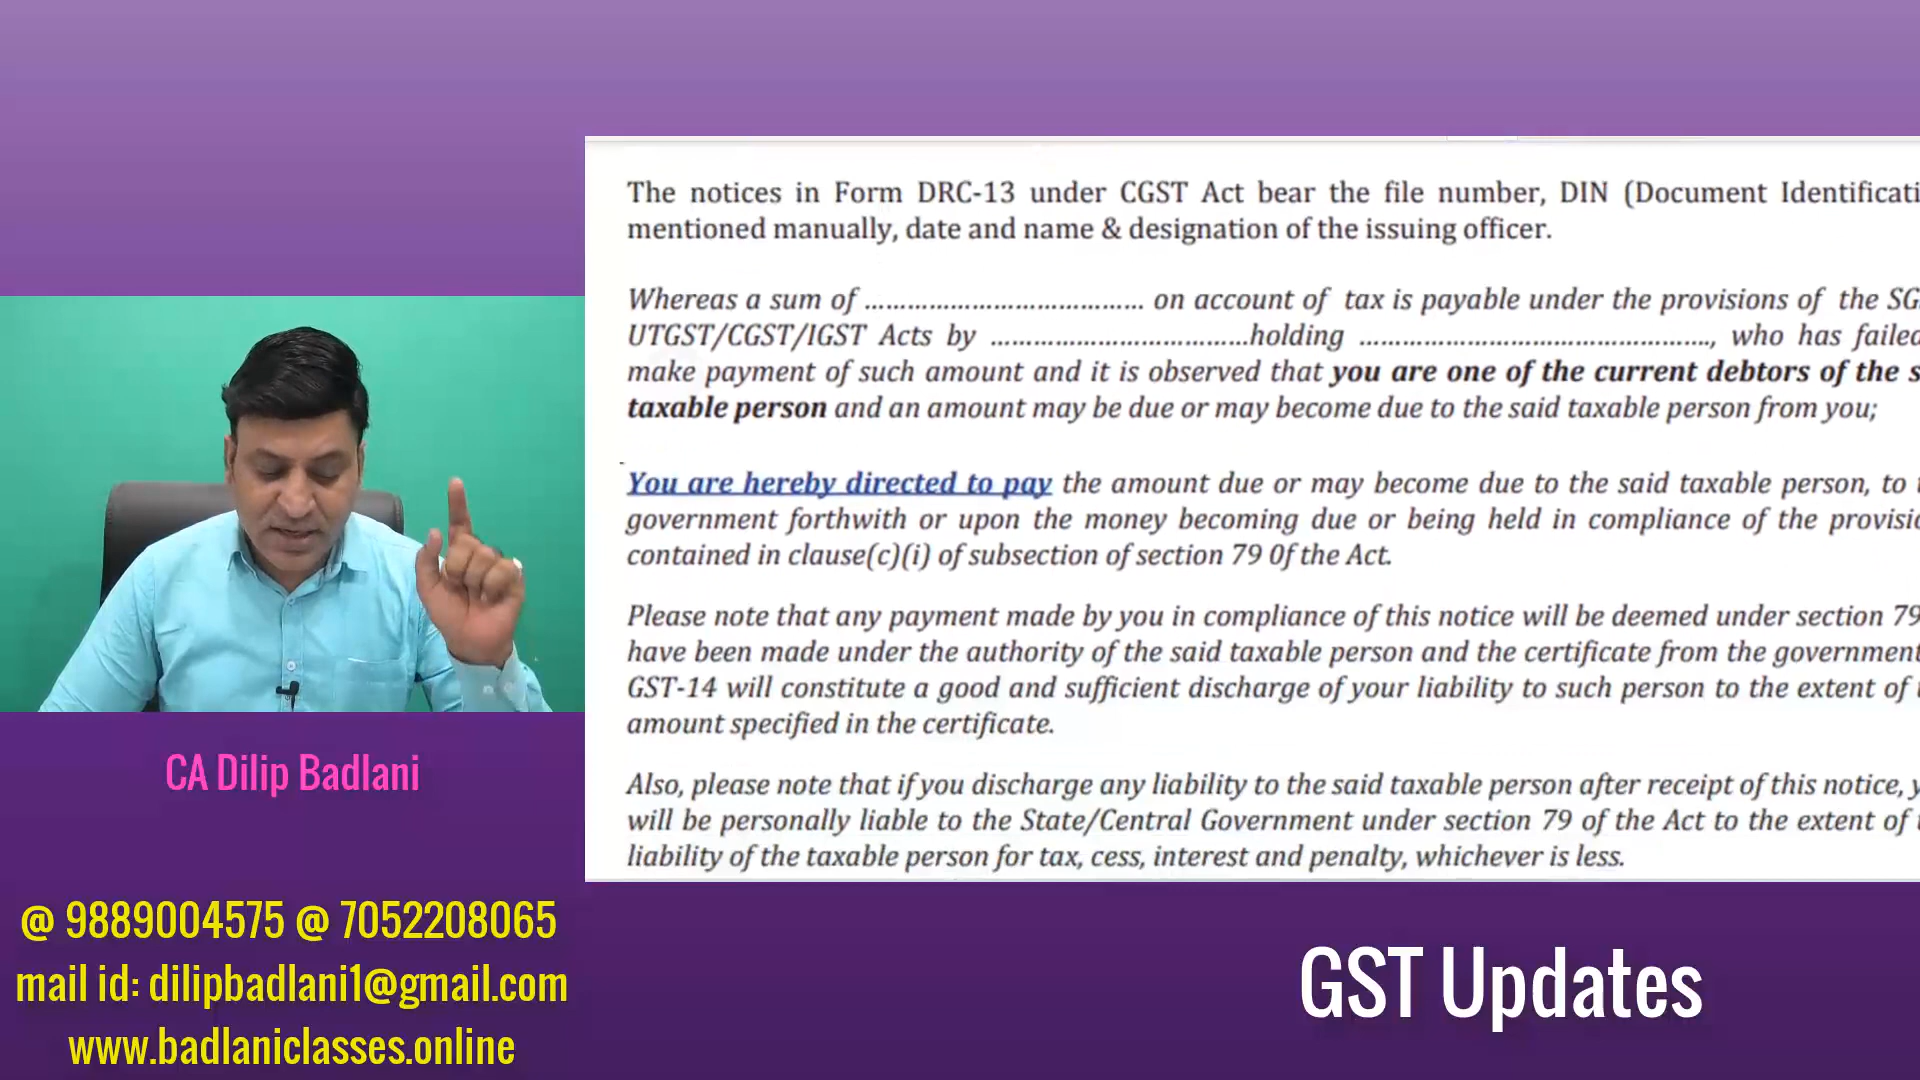 The notices in Form DRC-13 under CGST Act bear the file number, DIN (Document Identificati
mentioned manually, date and name & designation of the issuing officer.
Whereas a sum of ........................................ on account of tax is payable under the provisions of the SG
UTGST/CGST/IGST Acts by .....................................holding .................................................., who has failed
make payment of such amount and it is observed that you are one of the current debtors of the s
taxable person and an amount may be due or may become due to the said taxable person from you;
You are hereby directed to pay the amount due or may become due to the said taxable person, to t
government forthwith or upon the money becoming due or being held in compliance of the provisio
contained in clause(c)(i) of subsection of section 79 0f the Act.
Please note that any payment made by you in compliance of this notice will be deemed under section 79
have been made under the authority of the said taxable person and the certificate from the government
GST-14 will constitute a good and sufficient discharge of your liability to such person to the extent of t
amount specified in the certificate.
Also, please note that if you discharge any liability to the said taxable person after receipt of this notice, y
will be personally liable to the State/Central Government under section 79 of the Act to the extent of t
liability of the taxable person for tax, cess, interest and penalty, whichever is less.
CA Dilip Badlani
@ 9889004575 @ 7052208065
mail id: dilipbadlani1@gmail.com
www.badlaniclasses.online
GST Updates